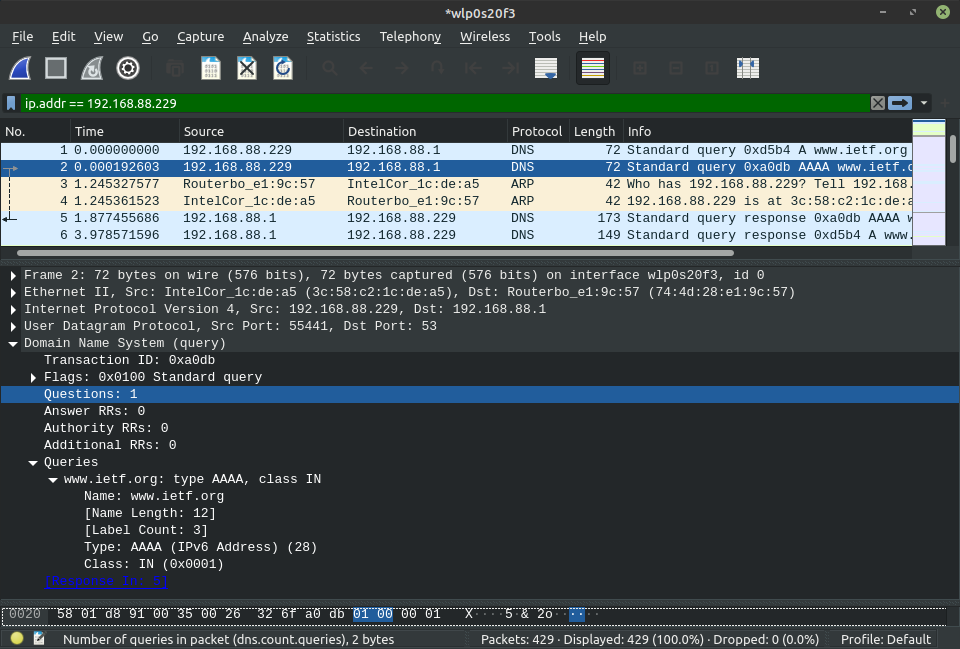 *wlp0s20f3
File Edit View Go Capture Analyze Statistics Telephony Wireless Tools Help
ip.addr == 192.168.88.229
No. Time Source Destination Protocol Length Info
1 0.000000000 192.168.88.229 192.168.88.1 DNS 72 Standard query 0xd5b4 A www.ietf.org
2 0.000192603 192.168.88.229 192.168.88.1 DNS 72 Standard query 0xa0db AAAA www.ietf.o
3 1.245327577 Routerbo_e1:9c:57 IntelCor_1c:de:a5 ARP 42 Who has 192.168.88.229? Tell 192.168.
4 1.245361523 IntelCor_1c:de:a5 Routerbo_e1:9c:57 ARP 42 192.168.88.229 is at 3c:58:c2:1c:de:a
5 1.877455686 192.168.88.1 192.168.88.229 DNS 173 Standard query response 0xa0db AAAA w
6 3.978571596 192.168.88.1 192.168.88.229 DNS 149 Standard query response 0xd5b4 A www.
Frame 2: 72 bytes on wire (576 bits), 72 bytes captured (576 bits) on interface wlp0s20f3, id 0
Ethernet II, Src: IntelCor_1c:de:a5 (3c:58:c2:1c:de:a5), Dst: Routerbo_e1:9c:57 (74:4d:28:e1:9c:57)
Internet Protocol Version 4, Src: 192.168.88.229, Dst: 192.168.88.1
User Datagram Protocol, Src Port: 55441, Dst Port: 53
Domain Name System (query)
Transaction ID: 0xa0db
Flags: 0x0100 Standard query
Questions: 1
Answer RRs: 0
Authority RRs: 0
Additional RRs: 0
Queries
www.ietf.org: type AAAA, class IN
Name: www.ietf.org
[Name Length: 12]
[Label Count: 3]
Type: AAAA (IPv6 Address) (28)
Class: IN (0x0001)
[Response In: 5]
0020 58 01 d8 91 00 35 00 26 32 6f a0 db 01 00 00 01 X····5·& 2o······
Number of queries in packet (dns.count.queries), 2 bytes Packets: 429 · Displayed: 429 (100.0%) · Dropped: 0 (0.0%) Profile: Default